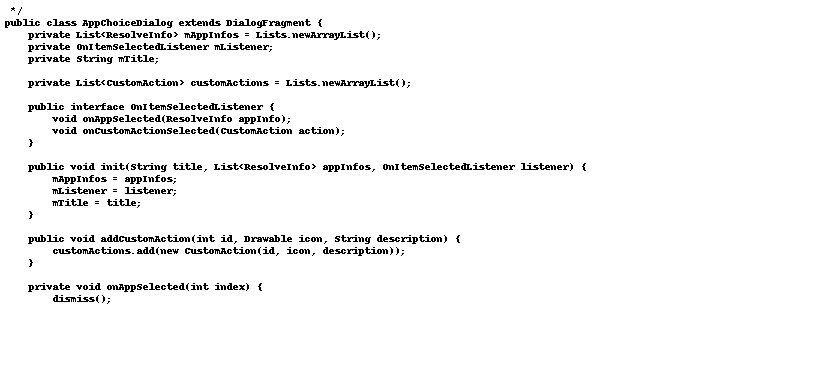 */
public class AppChoiceDialog extends DialogFragment {
    private List<ResolveInfo> mAppInfos = Lists.newArrayList();
    private OnItemSelectedListener mListener;
    private String mTitle;

    private List<CustomAction> customActions = Lists.newArrayList();

    public interface OnItemSelectedListener {
        void onAppSelected(ResolveInfo appInfo);
        void onCustomActionSelected(CustomAction action);
    }

    public void init(String title, List<ResolveInfo> appInfos, OnItemSelectedListener listener) {
        mAppInfos = appInfos;
        mListener = listener;
        mTitle = title;
    }

    public void addCustomAction(int id, Drawable icon, String description) {
        customActions.add(new CustomAction(id, icon, description));
    }

    private void onAppSelected(int index) {
        dismiss();